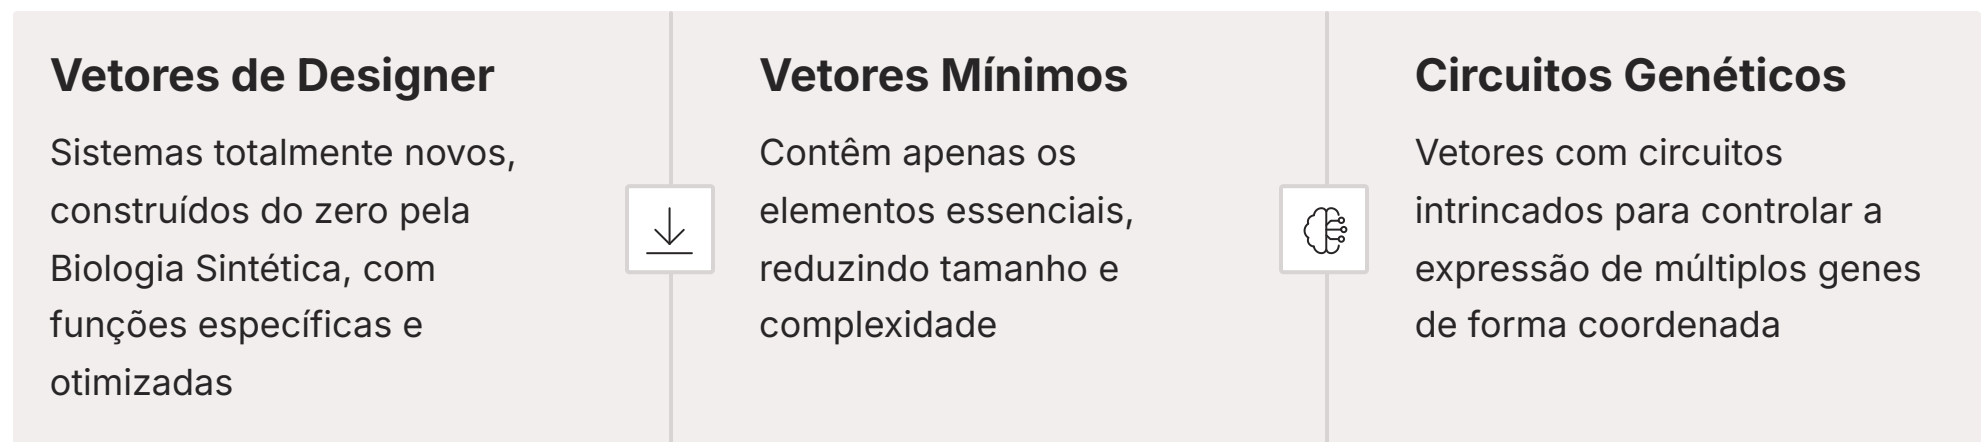 Vetores de Designer
Sistemas totalmente novos,
construídos do zero pela
Biologia Sintética, com
funções específicas e
otimizadas
Vetores Mínimos
Contêm apenas os
elementos essenciais,
reduzindo tamanho e
complexidade
Circuitos Genéticos
Vetores com circuitos
intrincados para controlar a
expressão de múltiplos genes
de forma coordenada